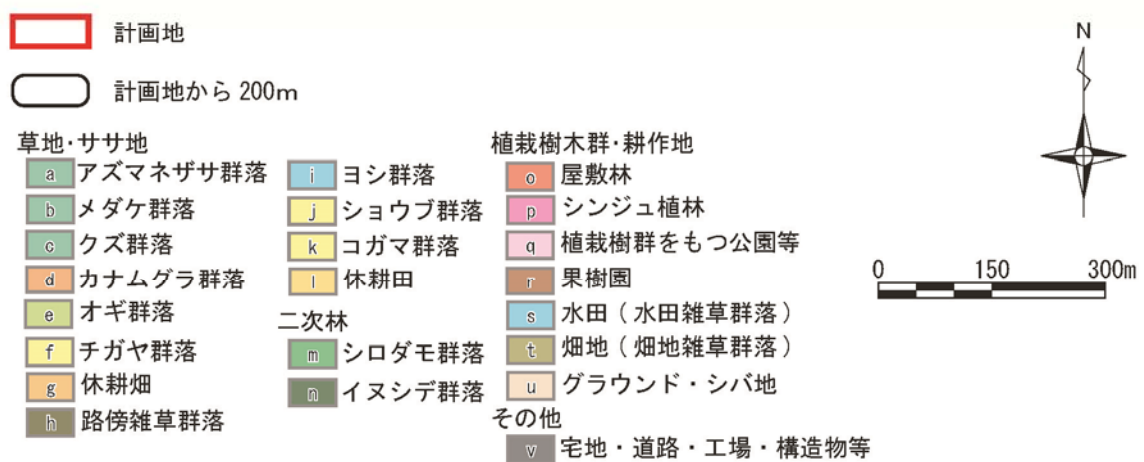 計画地
計画地から 200m
N
0 150 300m
草地・ササ地
a アズマネザサ群落
b メダケ群落
c クズ群落
d カナムグラ群落
e オギ群落
f チガヤ群落
g 休耕畑
h 路傍雑草群落
i ヨシ群落
j ショウブ群落
k コガマ群落
l 休耕田
二次林
m シロダモ群落
n イヌシデ群落
植栽樹木群・耕作地
o 屋敷林
p シンジュ植林
q 植栽樹群をもつ公園等
r 果樹園
s 水田（水田雑草群落）
t 畑地（畑地雑草群落）
u グラウンド・シバ地
その他
v 宅地・道路・工場・構造物等